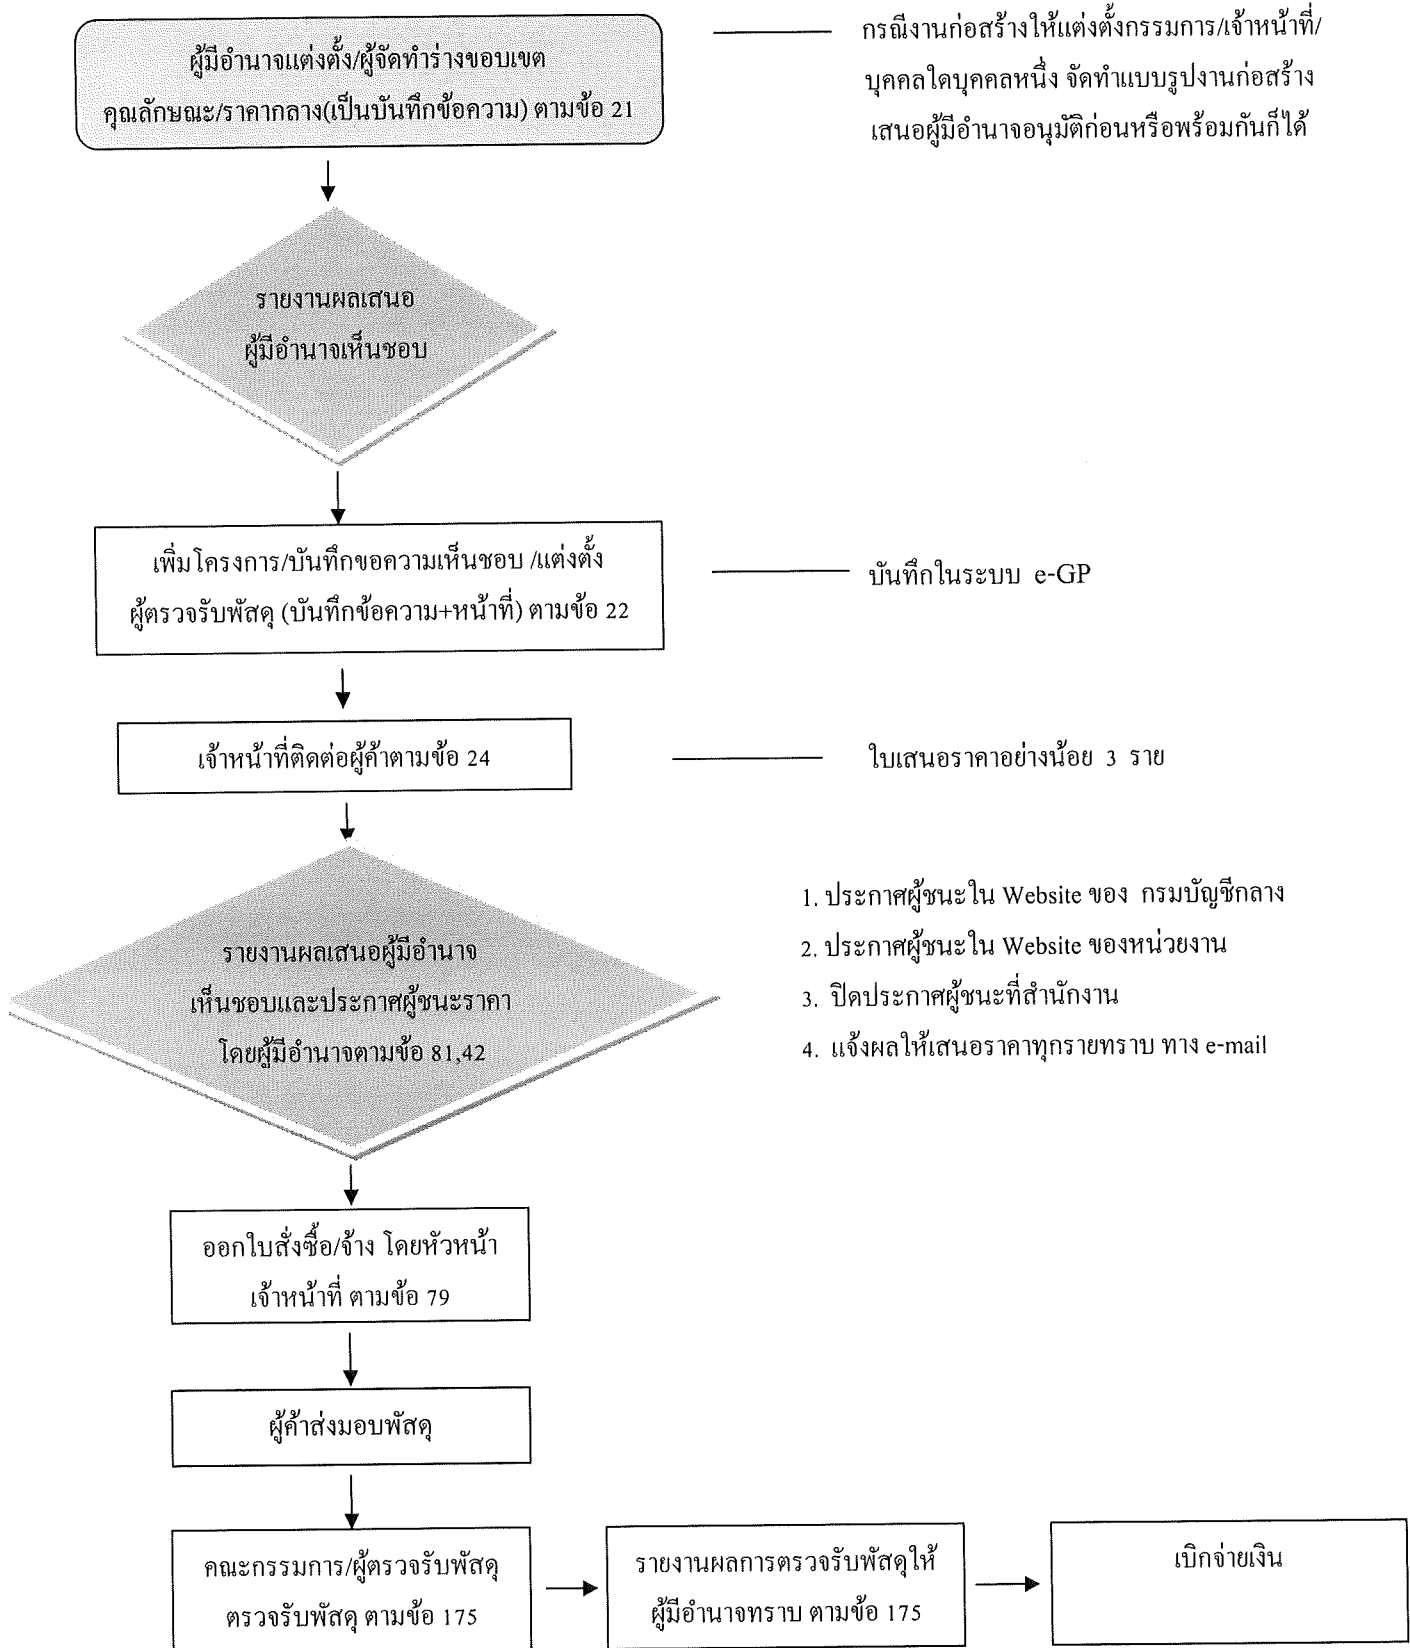 ผู้มีอำนาจแต่งตั้ง/ผู้จัดทำร่างขอบเขต
คุณลักษณะ/ราคากลาง(เป็นบันทึกข้อความ) ตามข้อ 21
กรณีงานก่อสร้างให้แต่งตั้งกรรมการ/เจ้าหน้าที่/
บุคคลใดบุคคลหนึ่ง จัดทำแบบรูปงานก่อสร้าง
เสนอผู้มีอำนาจอนุมัติก่อนหรือพร้อมกันก็ได้
รายงานผลเสนอ
ผู้มีอำนาจเห็นชอบ
เพิ่มโครงการ/บันทึกขอความเห็นชอบ /แต่งตั้ง
ผู้ตรวจรับพัสดุ (บันทึกข้อความ+หน้าที่) ตามข้อ 22
บันทึกในระบบ e-GP
เจ้าหน้าที่ติดต่อผู้ค้าตามข้อ 24
ใบเสนอราคาอย่างน้อย 3 ราย
รายงานผลเสนอผู้มีอำนาจ
เห็นชอบและประกาศผู้ชนะราคา
โดยผู้มีอำนาจตามข้อ 81,42
1. ประกาศผู้ชนะใน Website ของ กรมบัญชีกลาง
2. ประกาศผู้ชนะใน Website ของหน่วยงาน
3. ปิดประกาศผู้ชนะที่สำนักงาน
4. แจ้งผลให้เสนอราคาทุกรายทราบ ทาง e-mail
ออกใบสั่งซื้อ/จ้าง โดยหัวหน้า
เจ้าหน้าที่ ตามข้อ 79
ผู้ค้าส่งมอบพัสดุ
คณะกรรมการ/ผู้ตรวจรับพัสดุ
ตรวจรับพัสดุ ตามข้อ 175
รายงานผลการตรวจรับพัสดุให้
ผู้มีอำนาจทราบ ตามข้อ 175
เบิกจ่ายเงิน